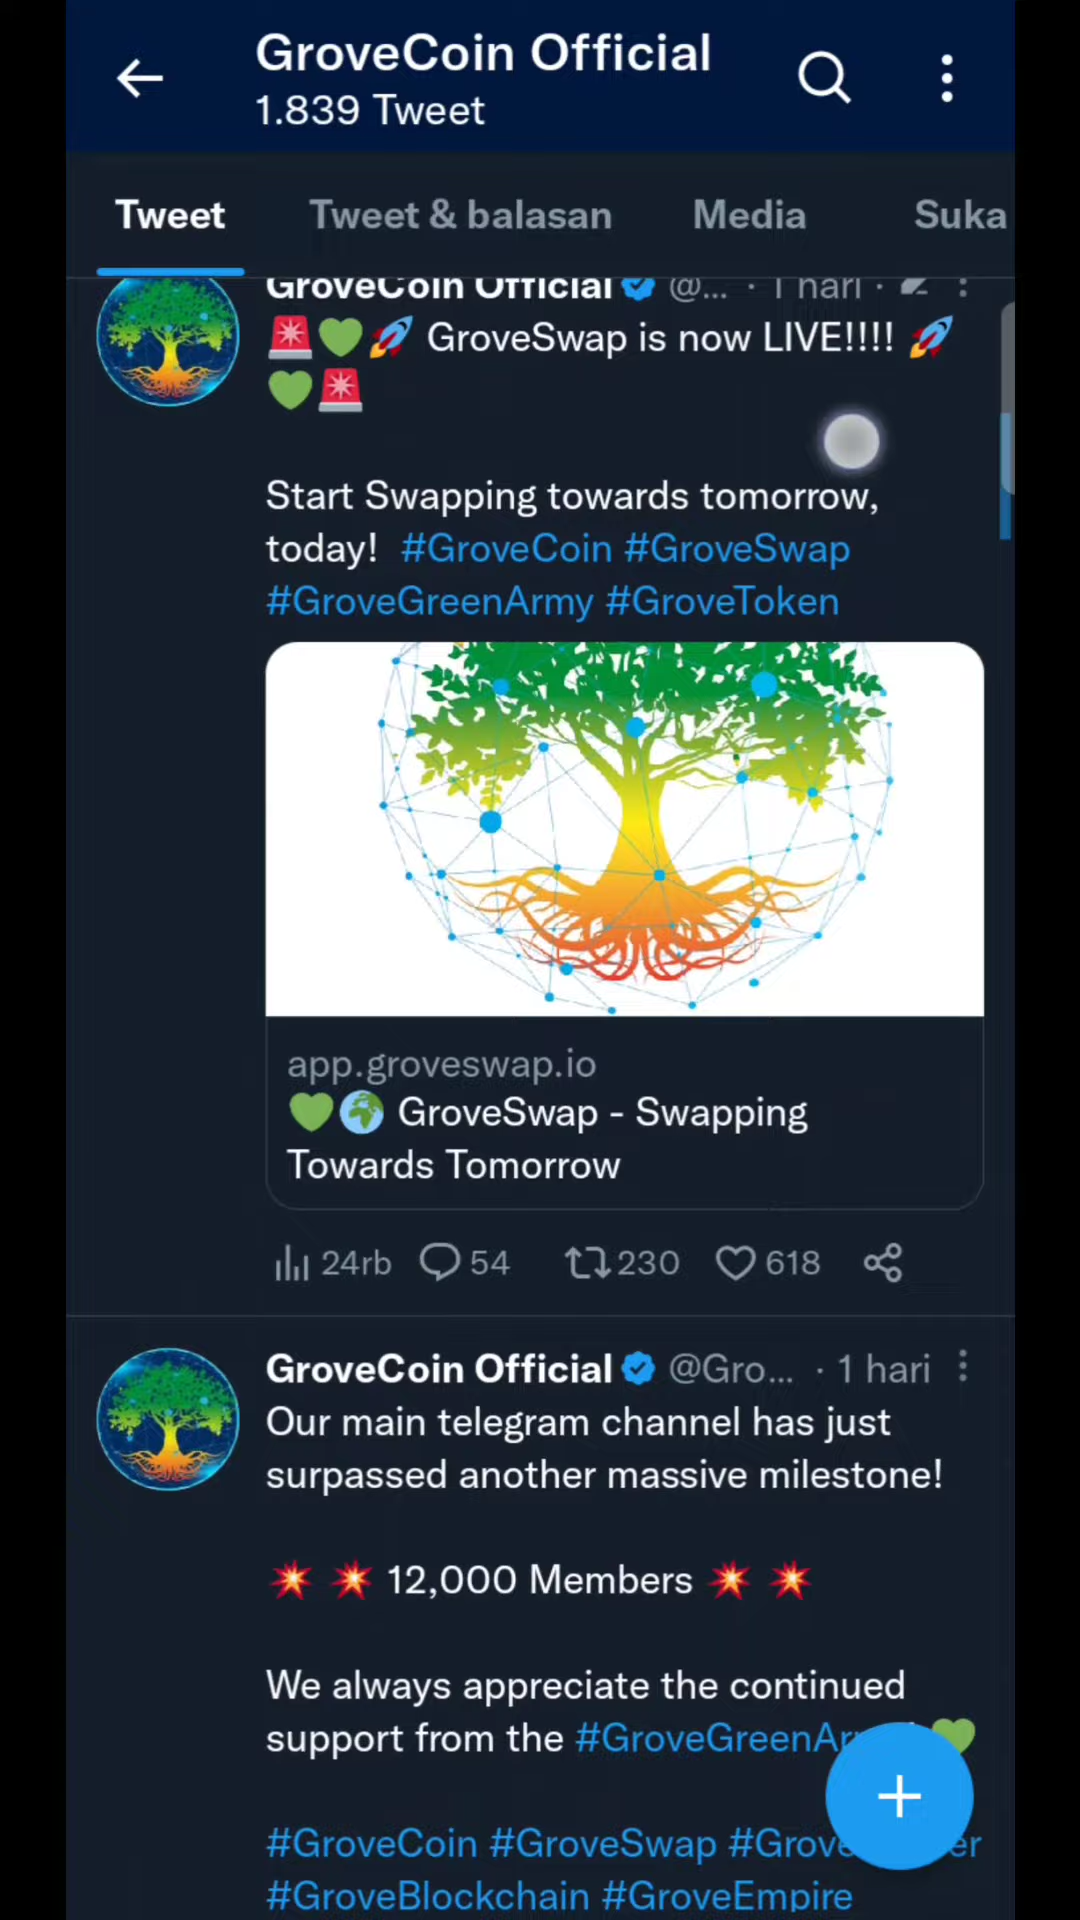 GroveCoin Official
1.839 Tweet
Tweet
Tweet & balasan
Media
Suka
GroveCoin Official @... · 1 hari ·
GroveSwap is now LIVE!!!!
Start Swapping towards tomorrow,
today! #GroveCoin #GroveSwap
#GroveGreenArmy #GroveToken
app.groveswap.io
GroveSwap - Swapping
Towards Tomorrow
24rb 54 230 618
GroveCoin Official @Gro... · 1 hari
Our main telegram channel has just
surpassed another massive milestone!
12,000 Members
We always appreciate the continued
support from the
#GroveCoin #GroveSwap
#GroveBlockchain #GroveEmpire